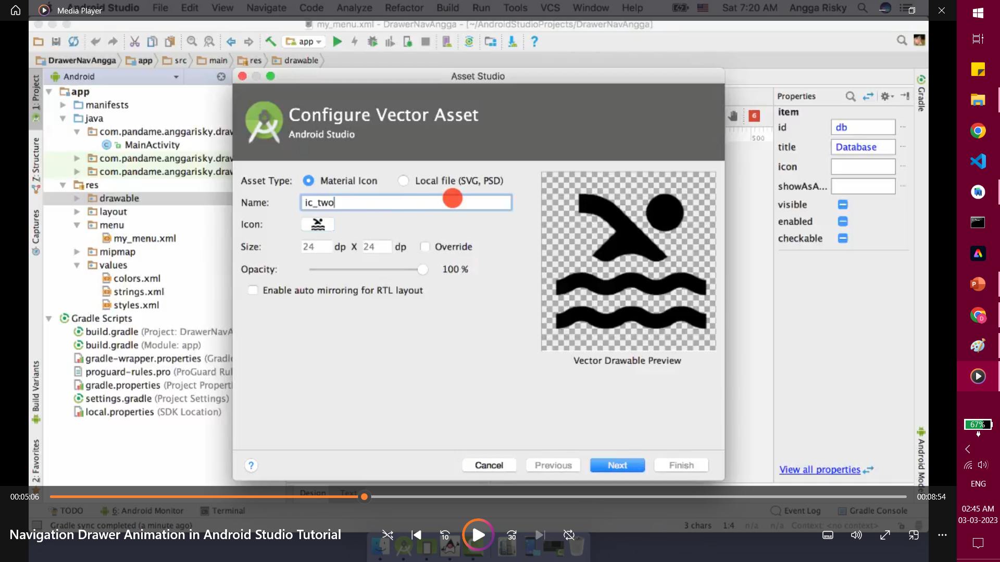 Media Player
Android Studio File Edit View Navigate Code Analyze Refactor Build Run Tools VCS Window Help Sat 7:20 AM Angga Risky
my_menu.xml - DrawerNavAngga - [~/AndroidStudioProjects/DrawerNavAngga]
app
DrawerNavAngga app src main res drawable
1: Project
Z: Structure
Captures
Build Variants
2: Favorites
Android
app
manifests
java
com.pandame.anggarisky.draw
MainActivity
com.pandame.anggarisky.draw
com.pandame.anggarisky.draw
res
drawable
layout
menu
my_menu.xml
mipmap
values
colors.xml
strings.xml
styles.xml
Gradle Scripts
build.gradle (Project: DrawerNavA
build.gradle (Module: app)
gradle-wrapper.properties (Gradle
proguard-rules.pro (ProGuard Rul
gradle.properties (Project Properti
settings.gradle (Project Settings)
local.properties (SDK Location)
Asset Studio
Configure Vector Asset
Android Studio
Asset Type: Material Icon Local file (SVG, PSD)
Name: ic_two
Icon:
Size: 24 dp X 24 dp Override
Opacity: 100 %
Enable auto mirroring for RTL layout
Vector Drawable Preview
? Cancel Previous Next Finish
6
500
Properties
item
id db
title Database
icon
showAsA...
visible
enabled
checkable
View all properties
Gradle
Android Mode
Design Text
00:05:06
00:08:54
TODO 6: Android Monitor Terminal Event Log Gradle Console
Gradle sync completed (a minute ago) 3 chars 1:4 n/a n/a Context: <no context>
Navigation Drawer Animation in Android Studio Tutorial
10
30
67%
ENG
02:45 AM
03-03-2023